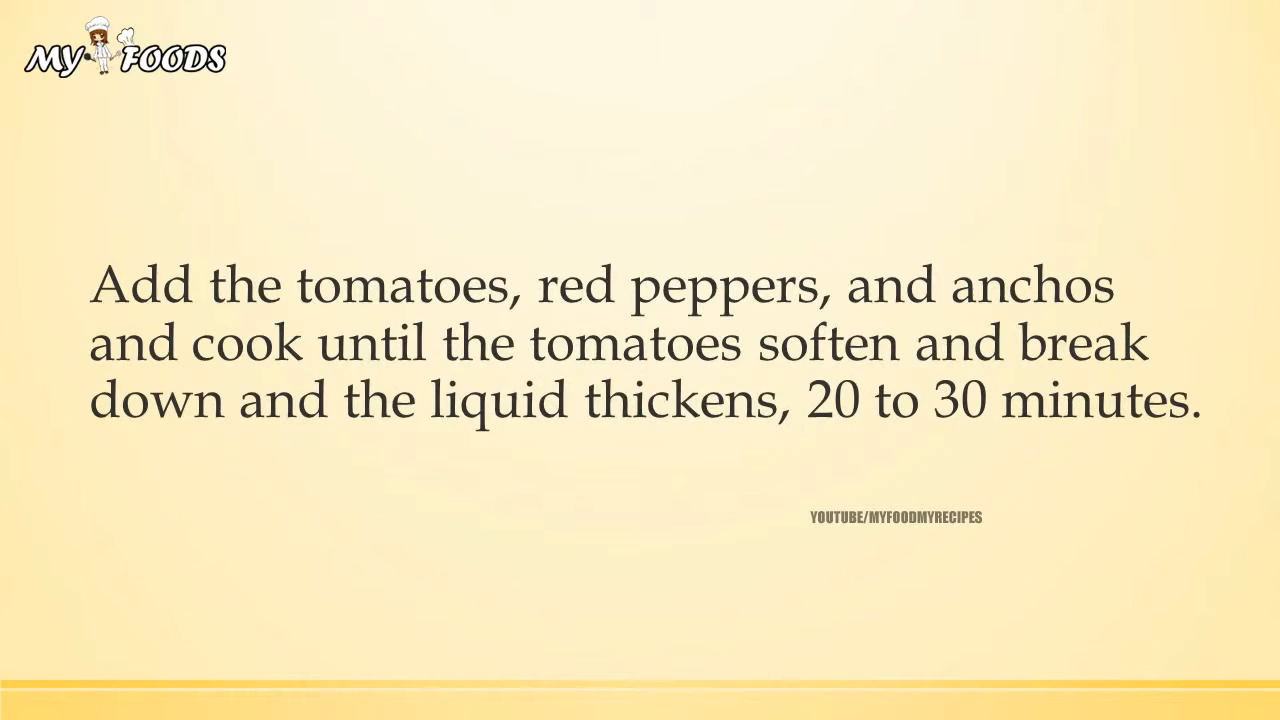 MY FOODS
Add the tomatoes, red peppers, and anchos
and cook until the tomatoes soften and break
down and the liquid thickens, 20 to 30 minutes.
YOUTUBE/MYFOODMYRECIPES